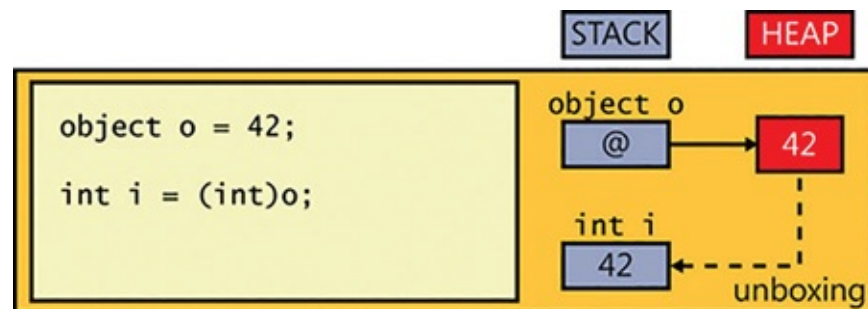 STACK HEAP
object o = 42;
int i = (int)o;
object o
@ 42
int i
42
unboxing